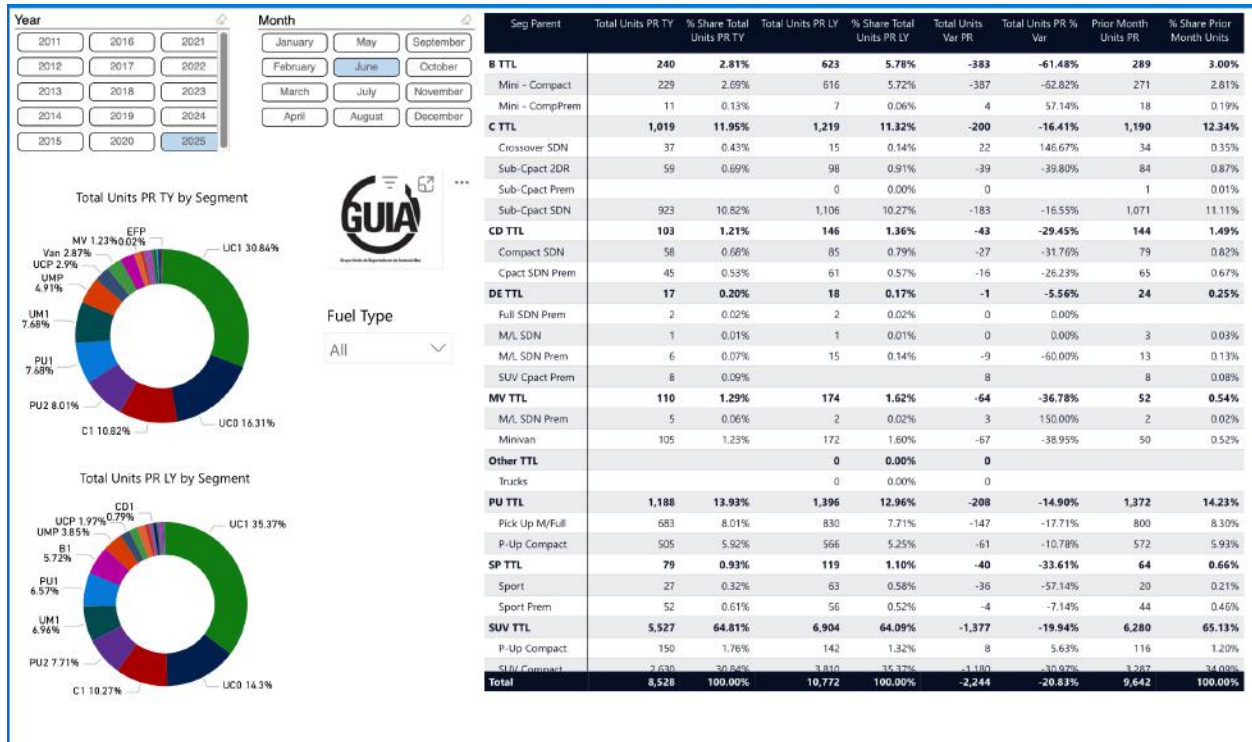 Year
2011 2016 2021
2012 2017 2022
2013 2018 2023
2014 2019 2024
2015 2020 2025
Month
January May September
February June October
March July November
April August December
Total Units PR TY by Segment
EFP
MV 1.23% 0.02%
Van 2.87%
UCP 2.9%
UMP
4.91%
UM1
7.68%
PU1
7.68%
PU2 8.01%
C1 10.82%
UC0 16.31%
UC1 30.84%
GUIA
Fuel Type
All
Total Units PR LY by Segment
CD1
0.79%
UCP 1.97%
UMP 3.85%
B1
5.72%
PU1
6.57%
UM1
6.96%
PU2 7.71%
C1 10.27%
UC0 14.3%
UC1 35.37%
Seg Parent Total Units PR TY % Share Total Units PR TY Total Units PR LY % Share Total Units PR LY Total Units Var PR Total Units PR % Var Prior Month Units PR % Share Prior Month Units
B TTL 240 2.81% 623 5.78% -383 -61.48% 289 3.00%
Mini - Compact 229 2.69% 616 5.72% -387 -62.82% 271 2.81%
Mini - CompPrem 11 0.13% 7 0.06% 4 57.14% 18 0.19%
C TTL 1,019 11.95% 1,219 11.32% -200 -16.41% 1,190 12.34%
Crossover SDN 37 0.43% 15 0.14% 22 146.67% 34 0.35%
Sub-Cpact 2DR 59 0.69% 98 0.91% -39 -39.80% 84 0.87%
Sub-Cpact Prem 0 0.00% 0 1 0.01%
Sub-Cpact SDN 923 10.82% 1,106 10.27% -183 -16.55% 1,071 11.11%
CD TTL 103 1.21% 146 1.36% -43 -29.45% 144 1.49%
Compact SDN 58 0.68% 85 0.79% -27 -31.76% 79 0.82%
Cpact SDN Prem 45 0.53% 61 0.57% -16 -26.23% 65 0.67%
DE TTL 17 0.20% 18 0.17% -1 -5.56% 24 0.25%
Full SDN Prem 2 0.02% 2 0.02% 0 0.00%
M/L SDN 1 0.01% 1 0.01% 0 0.00% 3 0.03%
M/L SDN Prem 6 0.07% 15 0.14% -9 -60.00% 13 0.13%
SUV Cpact Prem 8 0.09% 8 8 0.08%
MV TTL 110 1.29% 174 1.62% -64 -36.78% 52 0.54%
M/L SDN Prem 5 0.06% 2 0.02% 3 150.00% 2 0.02%
Minivan 105 1.23% 172 1.60% -67 -38.95% 50 0.52%
Other TTL 0 0.00% 0
Trucks 0 0.00% 0
PU TTL 1,188 13.93% 1,396 12.96% -208 -14.90% 1,372 14.23%
Pick Up M/Full 683 8.01% 830 7.71% -147 -17.71% 800 8.30%
P-Up Compact 505 5.92% 566 5.25% -61 -10.78% 572 5.93%
SP TTL 79 0.93% 119 1.10% -40 -33.61% 64 0.66%
Sport 27 0.32% 63 0.58% -36 -57.14% 20 0.21%
Sport Prem 52 0.61% 56 0.52% -4 -7.14% 44 0.46%
SUV TTL 5,527 64.81% 6,904 64.09% -1,377 -19.94% 6,280 65.13%
P-Up Compact 150 1.76% 142 1.32% 8 5.63% 116 1.20%
SUV Compact 2,630 30.84% 3,810 35.37% -1,180 -30.97% 3,287 34.09%
Total 8,528 100.00% 10,772 100.00% -2,244 -20.83% 9,642 100.00%